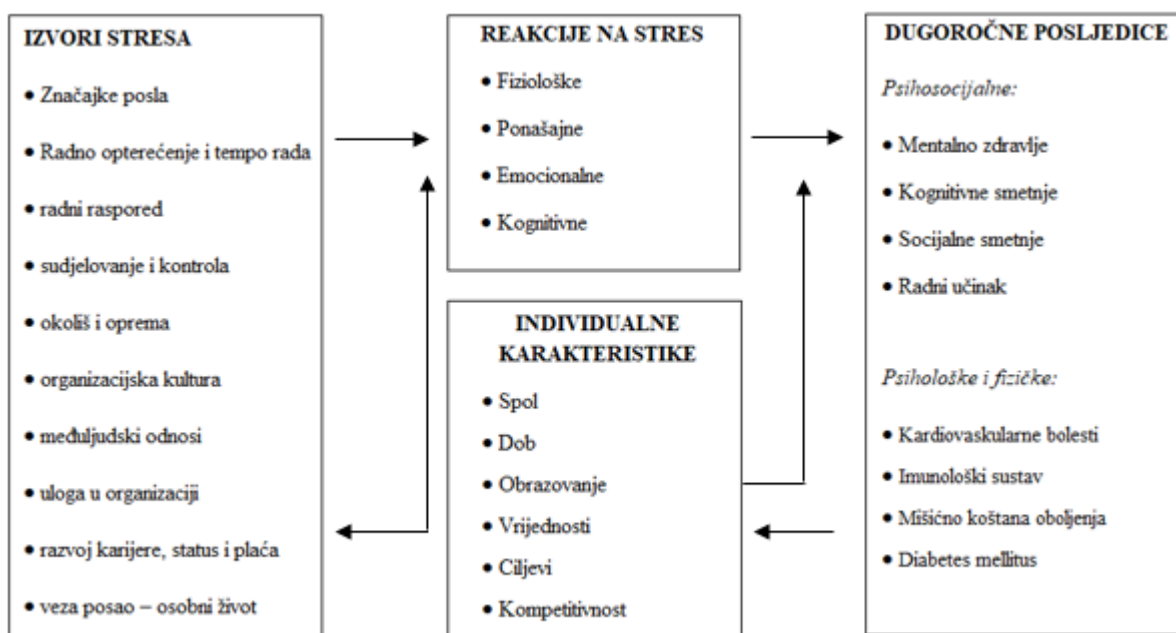 IZVORI STRESA
• Značajke posla
• Radno opterećenje i tempo rada
• radni raspored
• sudjelovanje i kontrola
• okoliš i oprema
• organizacijska kultura
• međuljudski odnosi
• uloga u organizaciji
• razvoj karijere, status i plaća
• veza posao – osobni život
REAKCIJE NA STRES
• Fiziološke
• Ponašajne
• Emocionalne
• Kognitivne
INDIVIDUALNE
KARAKTERISTIKE
• Spol
• Dob
• Obrazovanje
• Vrijednosti
• Ciljevi
• Kompetitivnost
DUGOROČNE POSLJEDICE
Psihosocijalne:
• Mentalno zdravlje
• Kognitivne smetnje
• Socijalne smetnje
• Radni učinak
Psihološke i fizičke:
• Kardiovaskularne bolesti
• Imunološki sustav
• Mišićno koštana oboljenja
• Diabetes mellitus